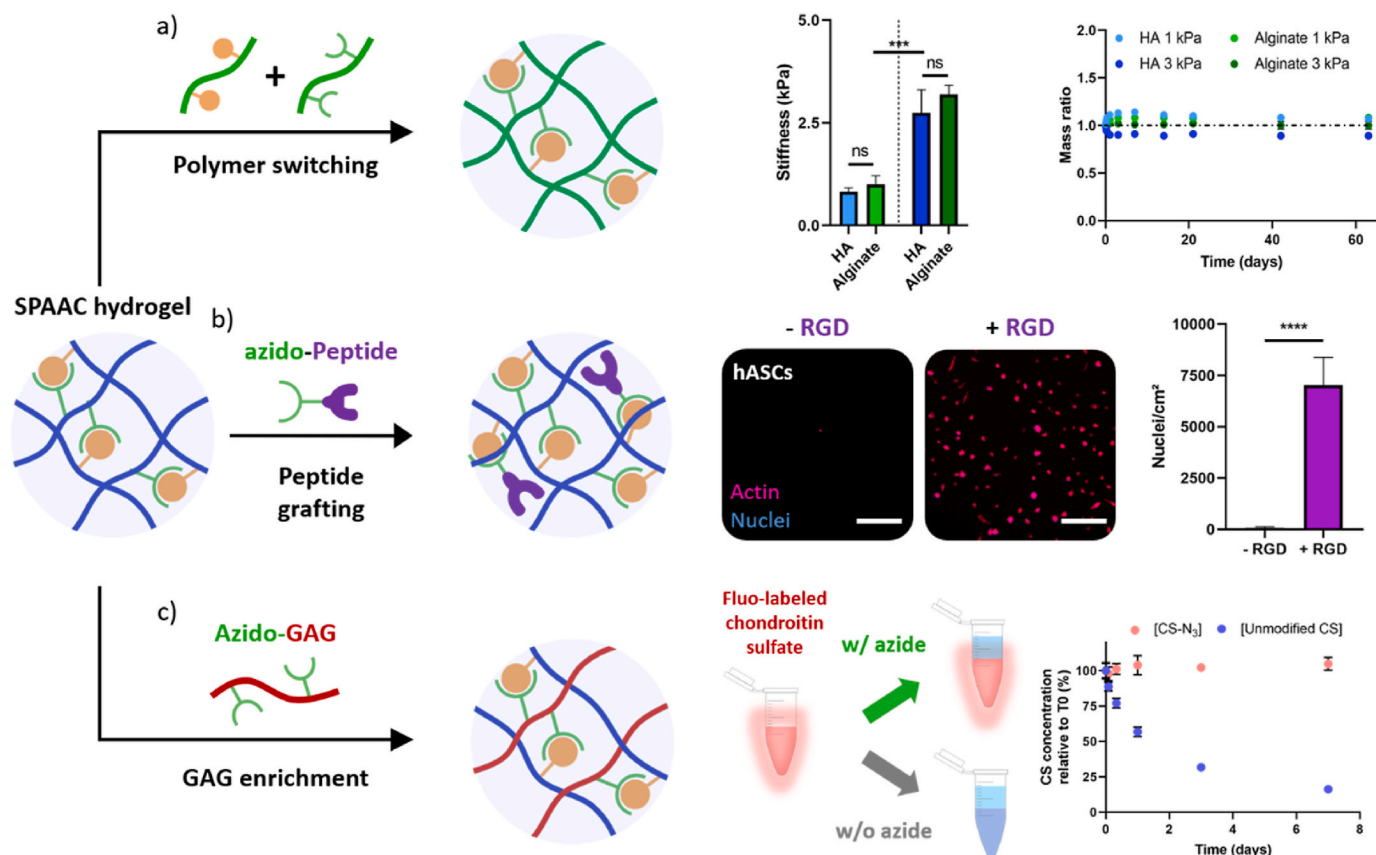 a)
+
Polymer switching
Stiffness (kPa)
5.0
2.5
0.0
***
ns
ns
HA
Alginate
HA
Alginate
HA 1 kPa
Alginate 1 kPa
HA 3 kPa
Alginate 3 kPa
Mass ratio
2.0
1.5
1.0
0.5
0.0
0
20
40
60
Time (days)
SPAAC hydrogel
b)
azido-Peptide
Peptide
grafting
- RGD
+ RGD
hASCs
Actin
Nuclei
Nuclei/cm²
10000
7500
5000
2500
0
****
- RGD
+ RGD
c)
Azido-GAG
GAG enrichment
Fluo-labeled
chondroitin
sulfate
w/ azide
w/o azide
[CS-N₃]
[Unmodified CS]
CS concentration
relative to T0 (%)
100
75
50
25
0
0
2
4
6
8
Time (days)